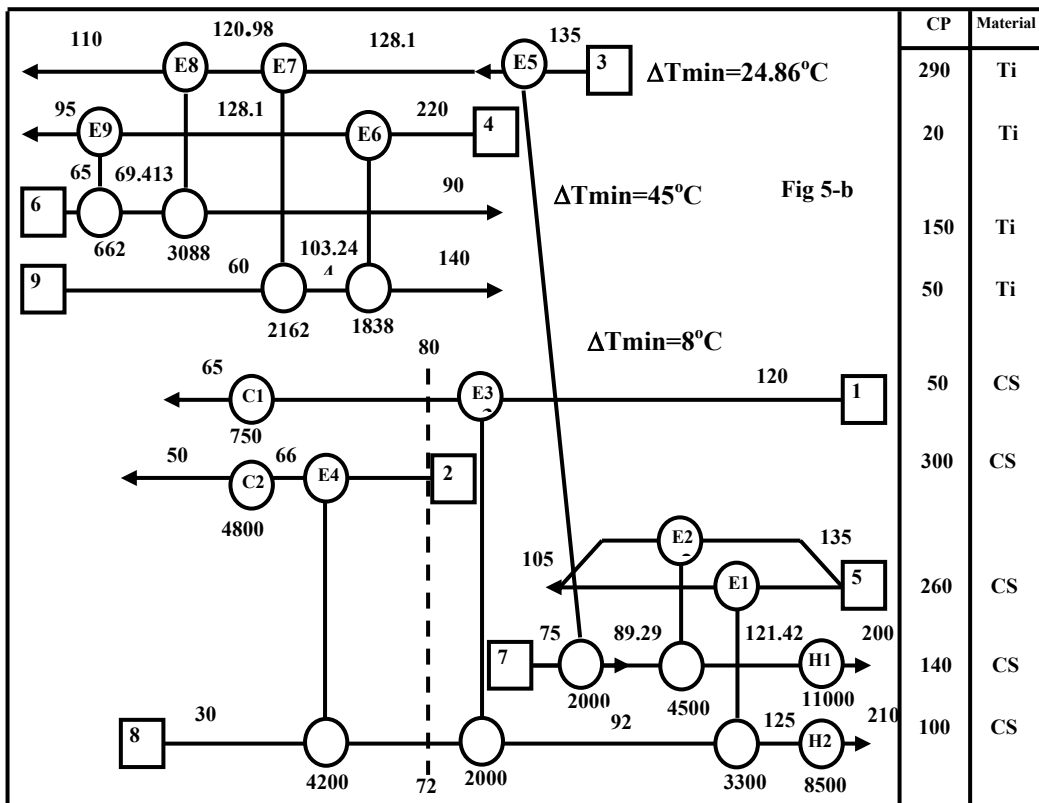 CP Material
110 120.98 128.1 135
E8 E7 E5 3 ΔTmin=24.86°C 290 Ti
95 128.1 220
E9 E6 4 20 Ti
65 69.413 90 ΔTmin=45°C Fig 5-b
6 150 Ti
662 3088
60 103.24 140
4
9 50 Ti
2162 1838
80 ΔTmin=8°C
65 120
C1 E3 1 50 CS
750
50 66
C2 E4 2 300 CS
4800
105 E2 135
E1 5 260 CS
75 89.29 121.42 200
7 H1 140 CS
2000 4500 11000
30 92 125 210
8 H2 100 CS
4200 72 2000 3300 8500